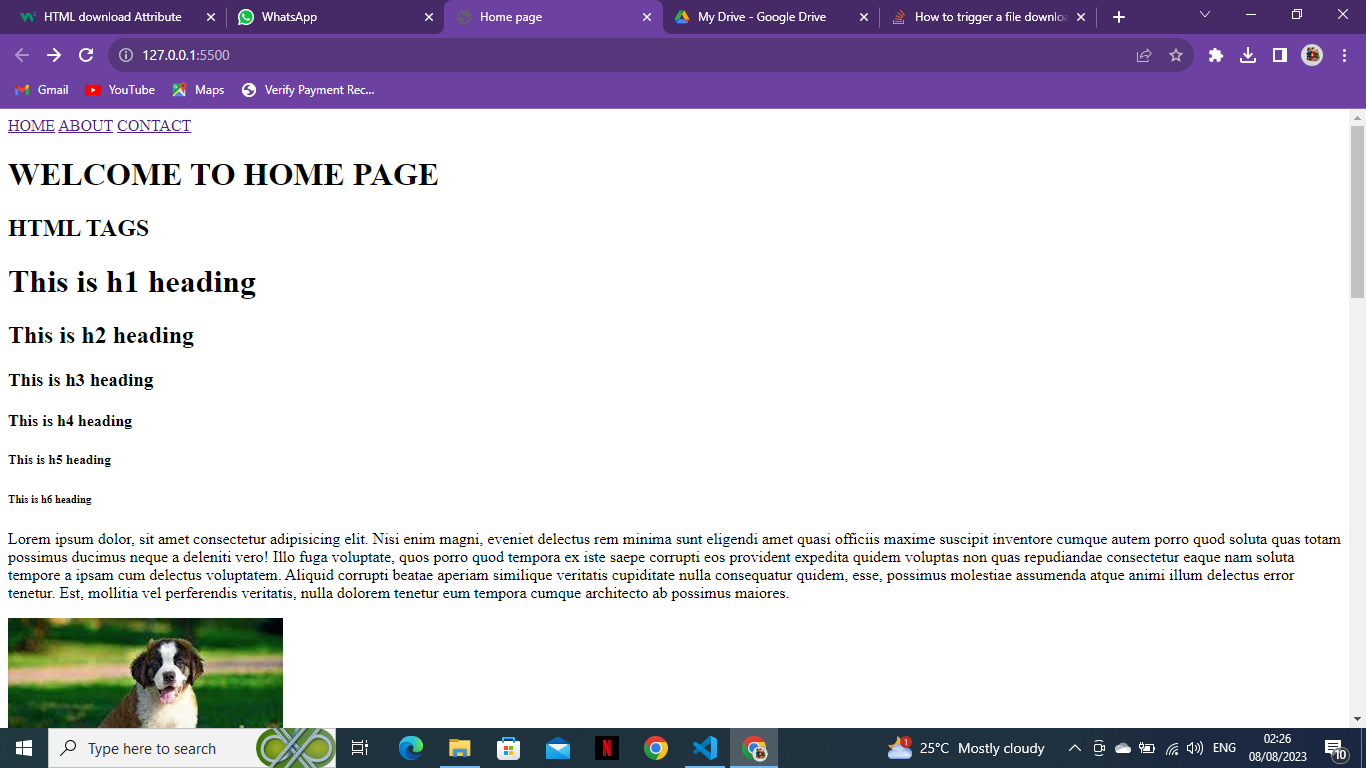 HTML download Attribute
WhatsApp
Home page
My Drive - Google Drive
How to trigger a file downloa
127.0.0.1:5500
Gmail
YouTube
Maps
Verify Payment Rec...
HOME ABOUT CONTACT
WELCOME TO HOME PAGE
HTML TAGS
This is h1 heading
This is h2 heading
This is h3 heading
This is h4 heading
This is h5 heading
This is h6 heading
Lorem ipsum dolor, sit amet consectetur adipisicing elit. Nisi enim magni, eveniet delectus rem minima sunt eligendi amet quasi officiis maxime suscipit inventore cumque autem porro quod soluta quas totam
possimus ducimus neque a deleniti vero! Illo fuga voluptate, quos porro quod tempora ex iste saepe corrupti eos provident expedita quidem voluptas non quas repudiandae consectetur eaque nam soluta
tempore a ipsam cum delectus voluptatem. Aliquid corrupti beatae aperiam similique veritatis cupiditate nulla consequatur quidem, esse, possimus molestiae assumenda atque animi illum delectus error
tenetur. Est, mollitia vel perferendis veritatis, nulla dolorem tenetur eum tempora cumque architecto ab possimus maiores.
Type here to search
N
1
25°C Mostly cloudy
ENG
02:26
08/08/2023
10